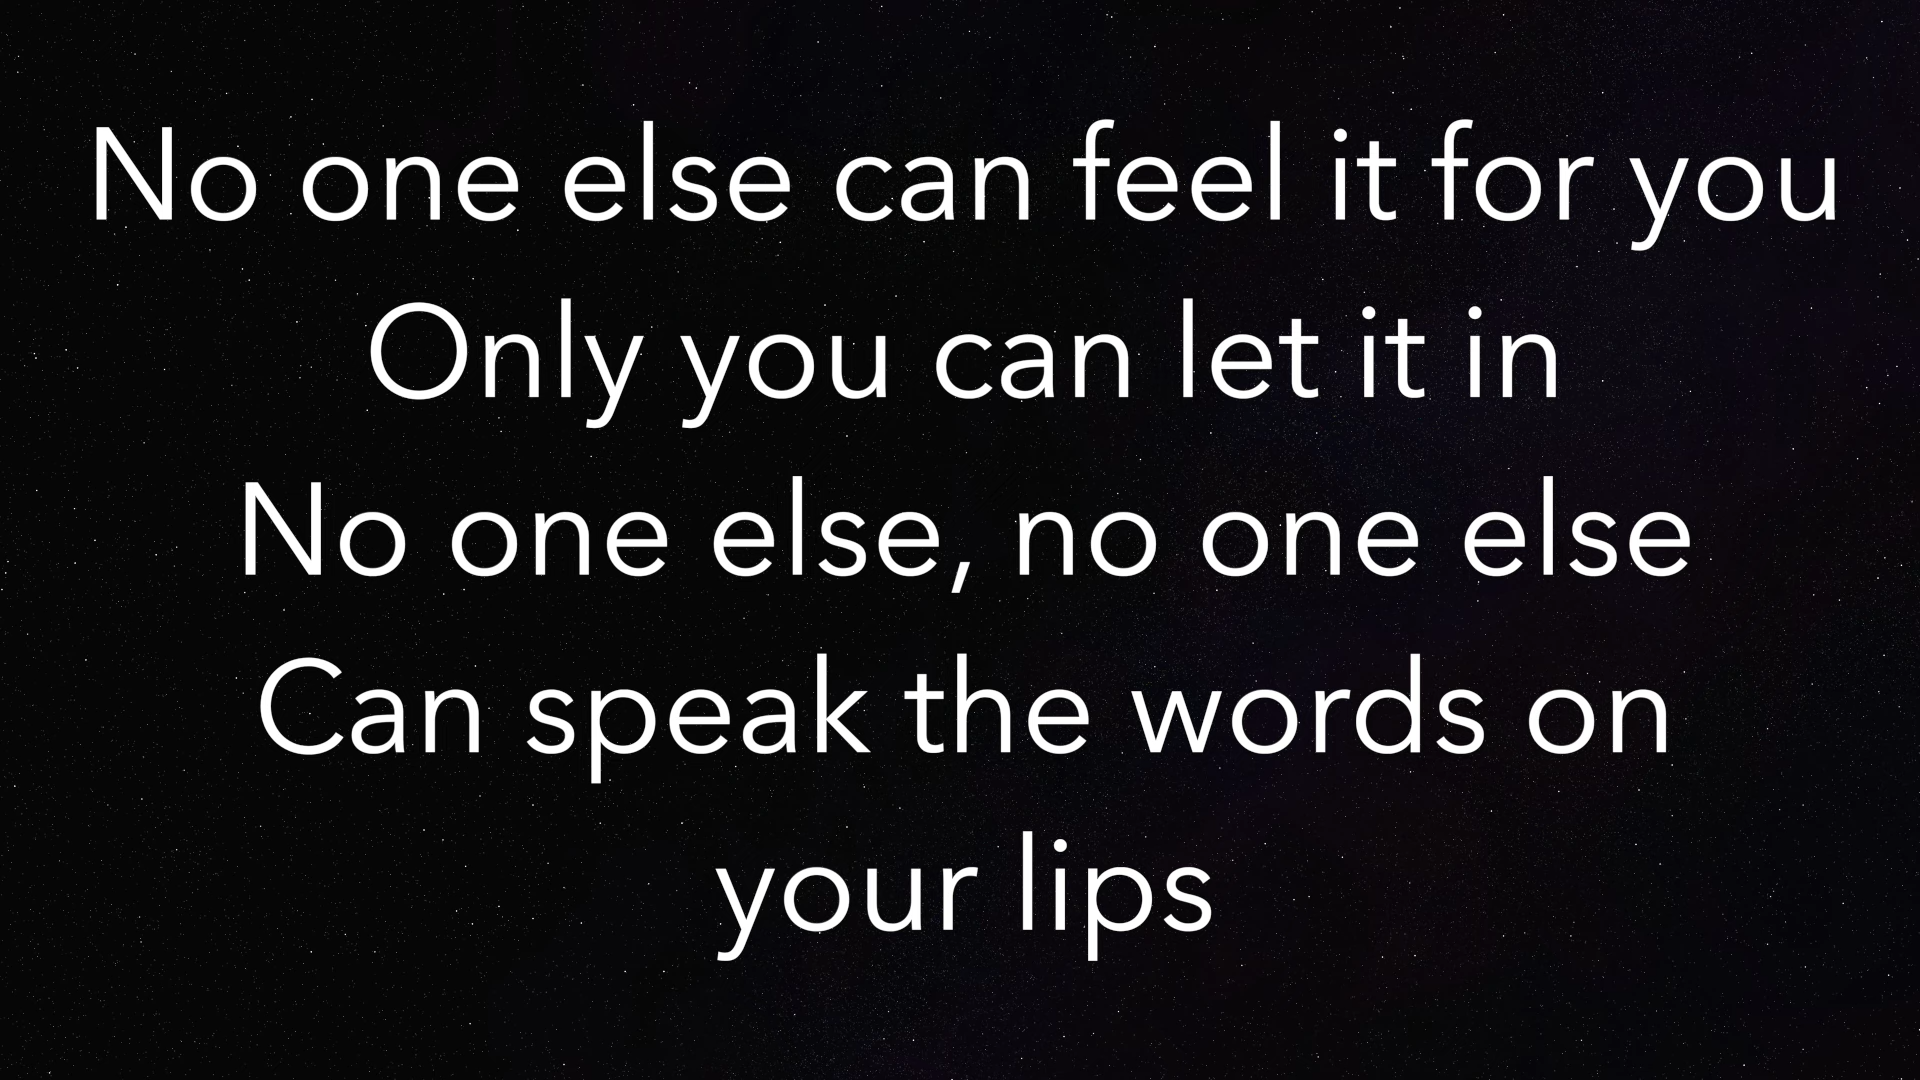 No one else can feel it for you
Only you can let it in
No one else, no one else
Can speak the words on
your lips